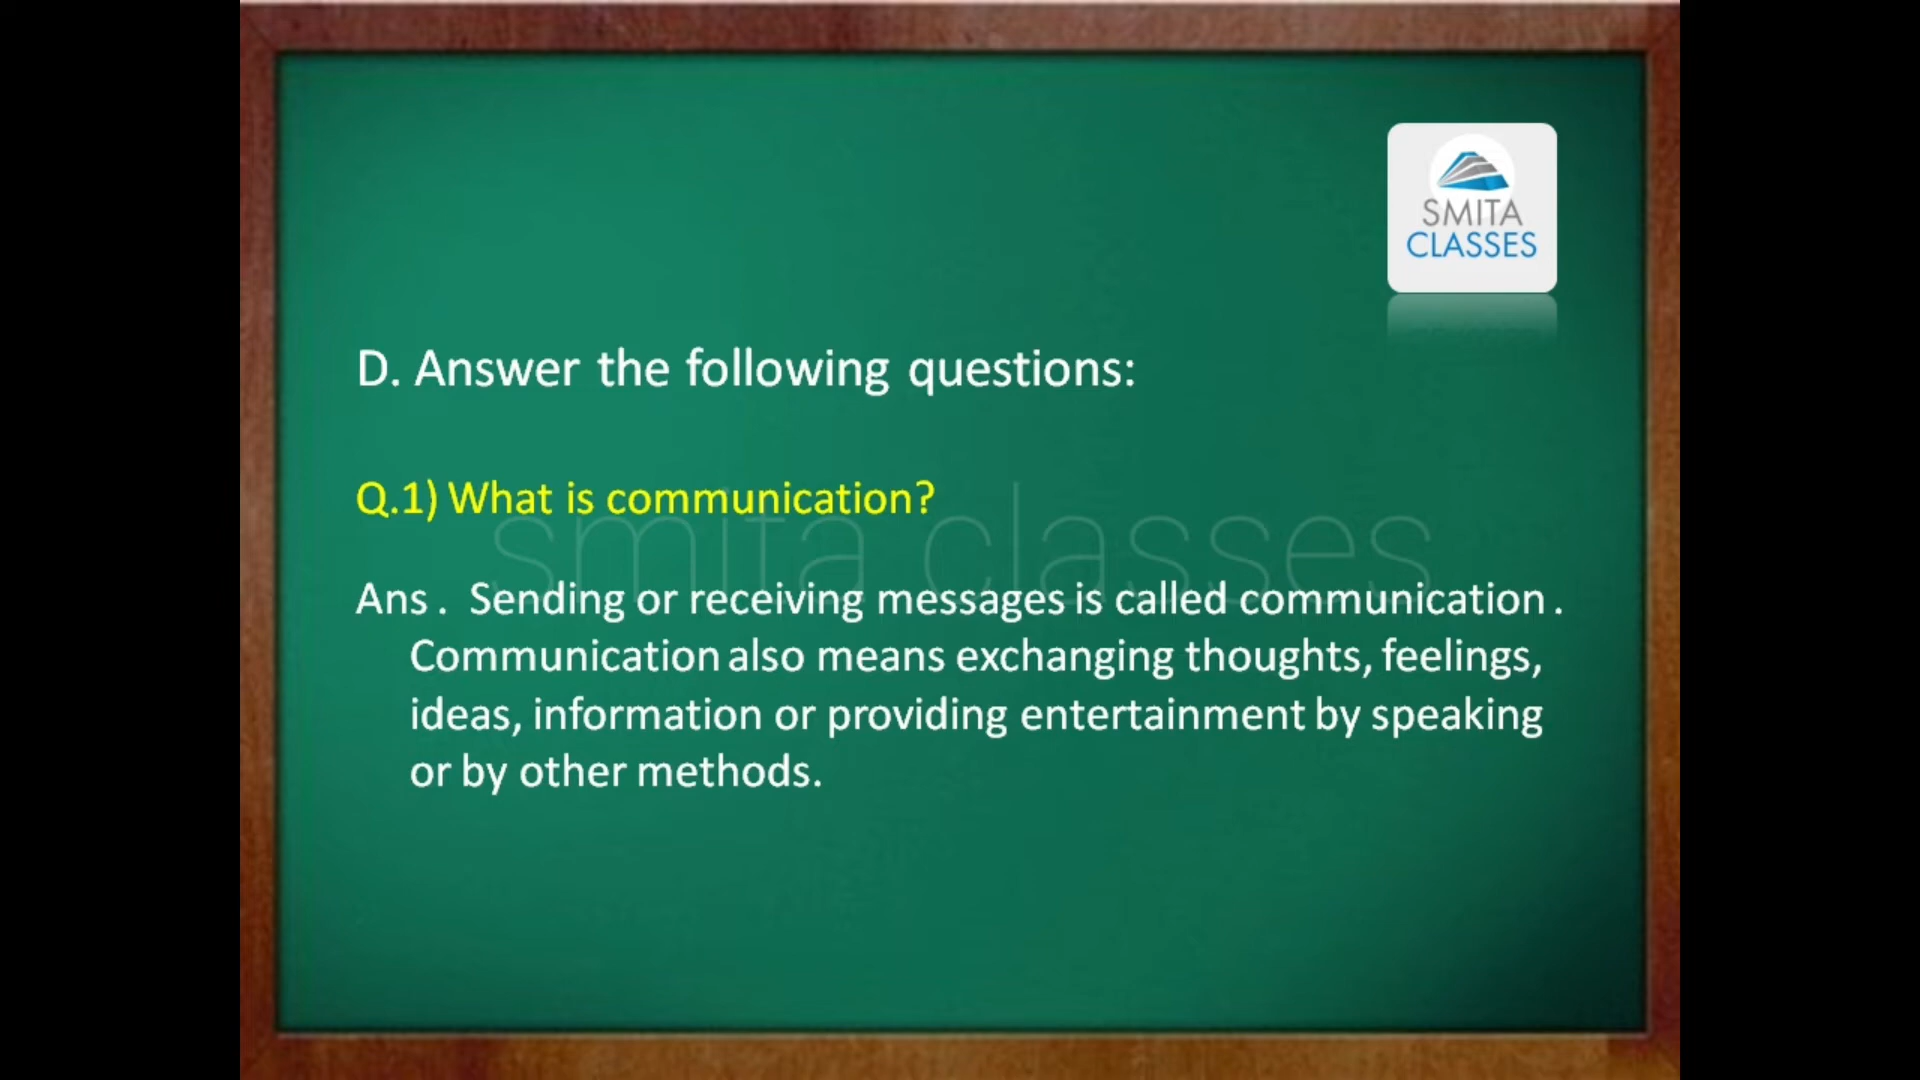 SMITA
CLASSES
D. Answer the following questions:
Q.1) What is communication?
smita classes
Ans . Sending or receiving messages is called communication .
Communication also means exchanging thoughts, feelings,
ideas, information or providing entertainment by speaking
or by other methods.